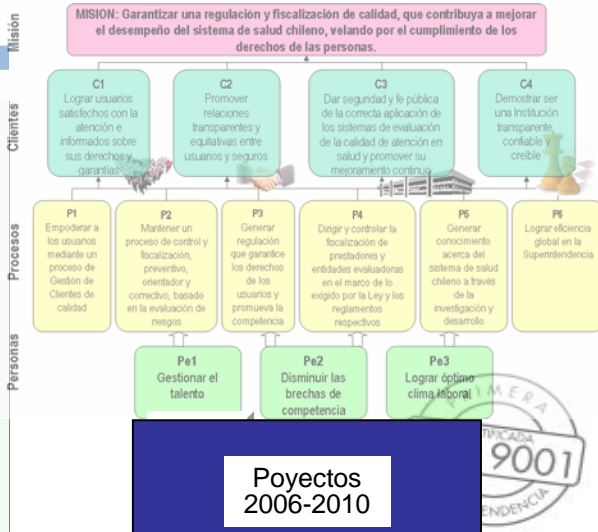 MISION: Garantizar una regulación y fiscalización de calidad, que contribuya a mejorar
el desempeño del sistema de salud chileno, velando por el cumplimiento de los
derechos de las personas.
Misión
Clientes
C1
Lograr usuarios
satisfechos con la
atención e
informados sobre
sus derechos y
garantías
C2
Promover
relaciones
transparentes y
equitativas entre
usuarios y seguros
C3
Dar seguridad y fe pública
de la correcta aplicación de
los sistemas de evaluación
de la calidad de atención en
salud y promover su
mejoramiento continuo
C4
Demostrar ser
una Institución
transparente,
confiable y
creíble
Procesos
P1
Empoderar a
los usuarios
mediante un
proceso de
Gestión de
Clientes de
calidad
P2
Mantener un
proceso de control y
fiscalización,
preventivo,
orientador y
correctivo, basado
en la evaluación de
riesgos
P3
Generar
regulación
que garantice
los derechos
de los
usuarios y
promueva la
competencia
P4
Dirigir y controlar la
fiscalización de
prestadores y
entidades evaluadoras
en el marco de lo
exigido por la Ley y los
reglamentos
respectivos
P5
Generar
conocimiento
acerca del
sistema de salud
chileno a través
de la
investigación y
desarrollo
P6
Lograr eficiencia
global en la
Superintendencia
Personas
Pe1
Gestionar el
talento
Pe2
Disminuir las
brechas de
competencia
Pe3
Lograr óptimo
clima laboral
PRIMERA
9001
Poyectos
2006-2010